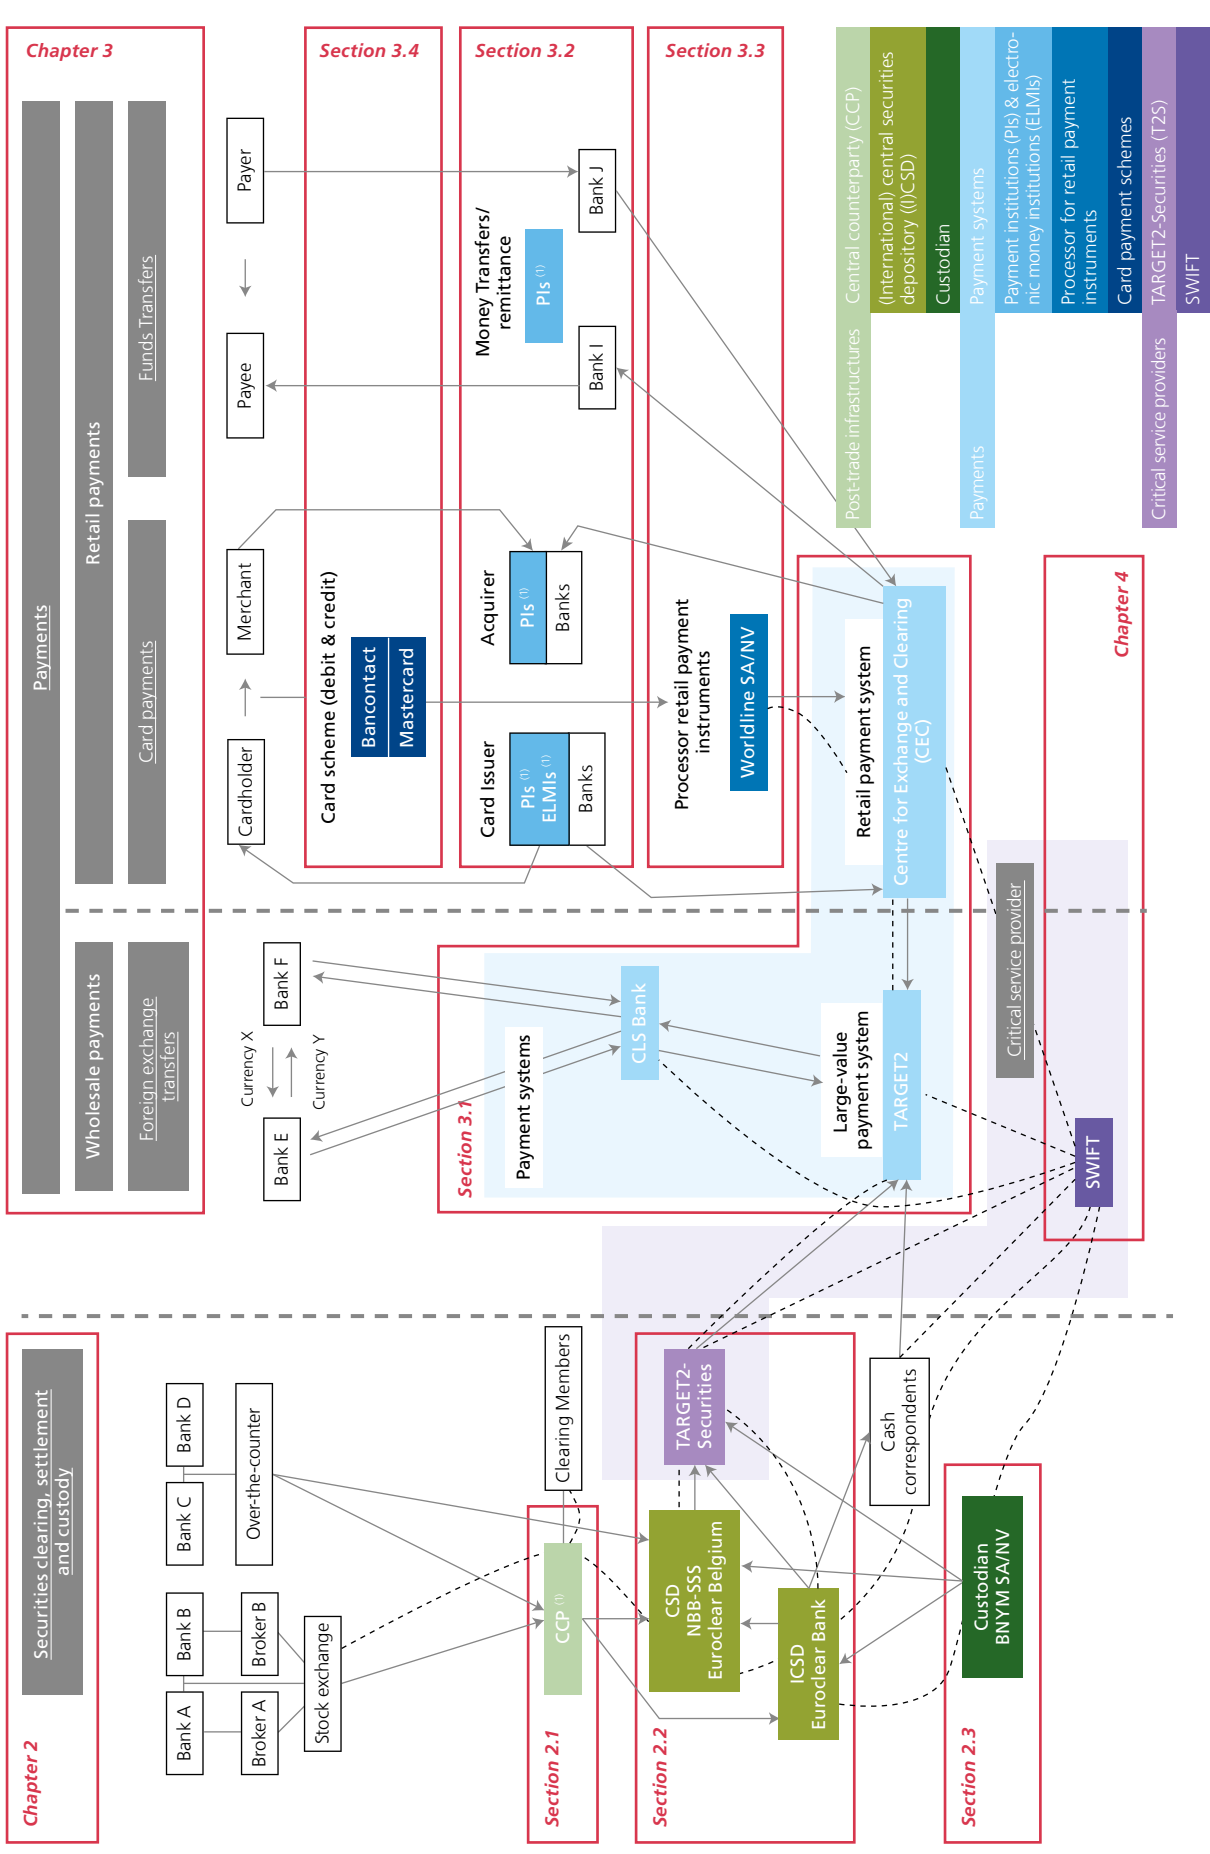 Chapter 2
Securities clearing, settlement
and custody
Bank A
Bank B
Bank C
Bank D
Broker A
Broker B
Over-the-counter
Stock exchange
Section 2.1
CCP (1)
Clearing Members
Section 2.2
CSD
NBB-SSS
Euroclear Belgium
TARGET2-
Securities
ICSD
Euroclear Bank
Cash
correspondents
Section 2.3
Custodian
BNYM SA/NV
Chapter 3
Payments
Wholesale payments
Retail payments
Foreign exchange
transfers
Card payments
Funds Transfers
Bank E
Currency X
Currency Y
Bank F
Cardholder
Merchant
Payee
Payer
Section 3.4
Card scheme (debit & credit)
Bancontact
Mastercard
Section 3.2
Card Issuer
PIs (1)
ELMIs (1)
Banks
Acquirer
PIs (1)
Banks
Money Transfers/
remittance
PIs (1)
Bank I
Bank J
Section 3.3
Processor retail payment
instruments
Worldline SA/NV
Section 3.1
Payment systems
CLS Bank
Large-value
payment system
TARGET2
Retail payment system
Centre for Exchange and Clearing
(CEC)
Critical service provider
Chapter 4
SWIFT
Post-trade infrastructures
Central counterparty (CCP)
(International) central securities
depository ((I)CSD)
Custodian
Payments
Payment systems
Payment institutions (PIs) & electro-
nic money institutions (ELMIs)
Processor for retail payment
instruments
Card payment schemes
Critical service providers
TARGET2-Securities (T2S)
SWIFT